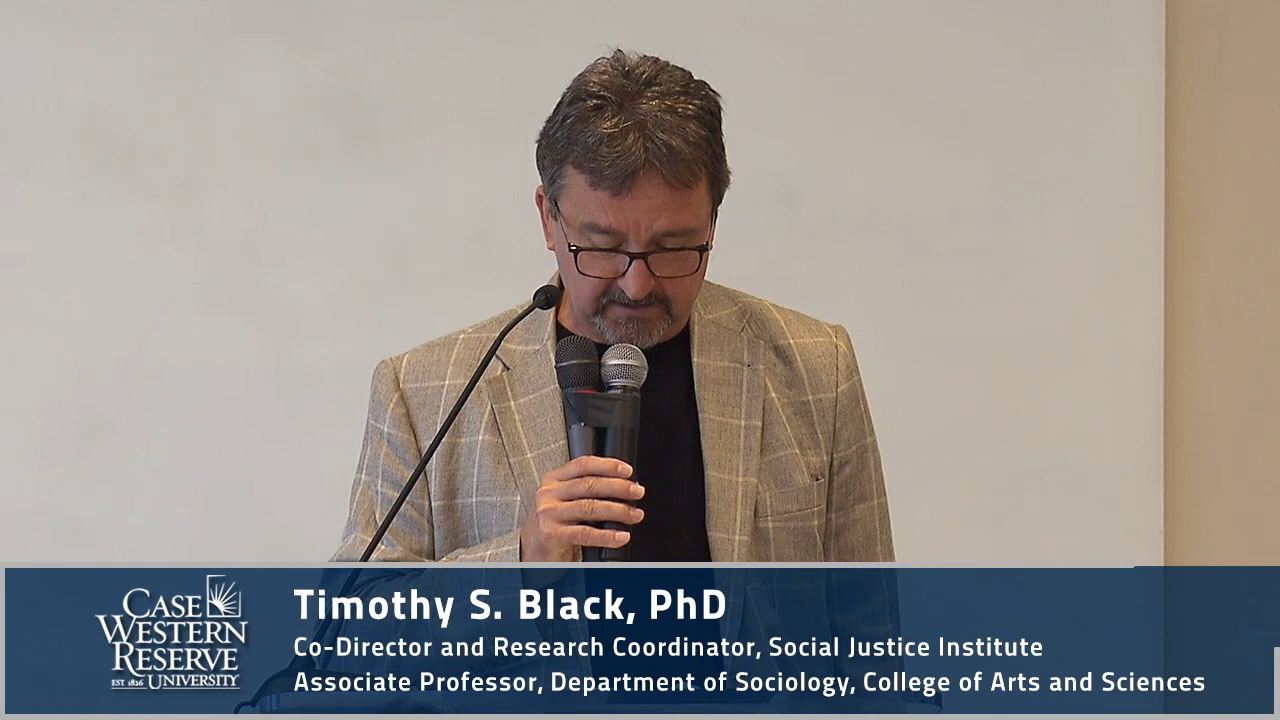 CASE
WESTERN
RESERVE
EST. 1826 UNIVERSITY
Timothy S. Black, PhD
Co-Director and Research Coordinator, Social Justice Institute
Associate Professor, Department of Sociology, College of Arts and Sciences